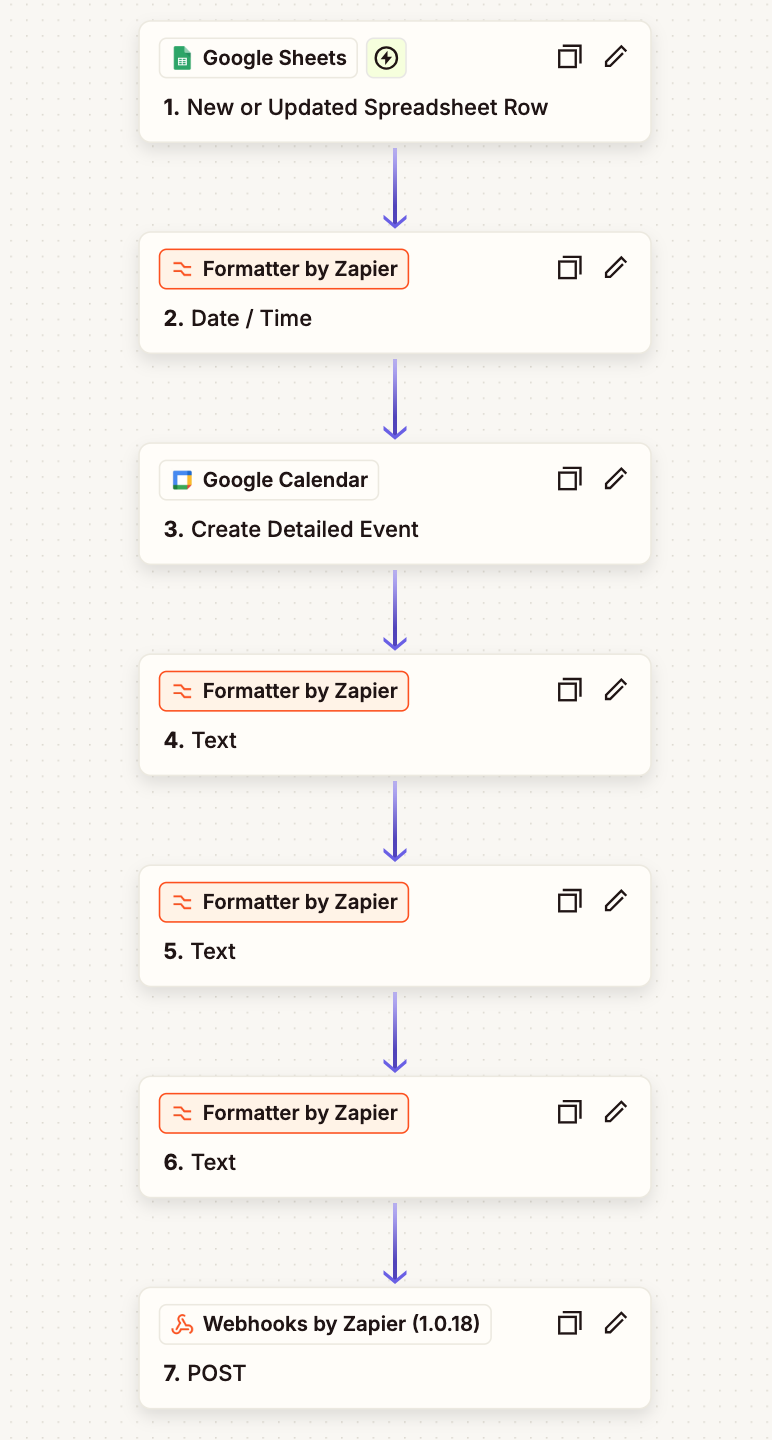 Google Sheets
1. New or Updated Spreadsheet Row
Formatter by Zapier
2. Date / Time
Google Calendar
3. Create Detailed Event
Formatter by Zapier
4. Text
Formatter by Zapier
5. Text
Formatter by Zapier
6. Text
Webhooks by Zapier (1.0.18)
7. POST